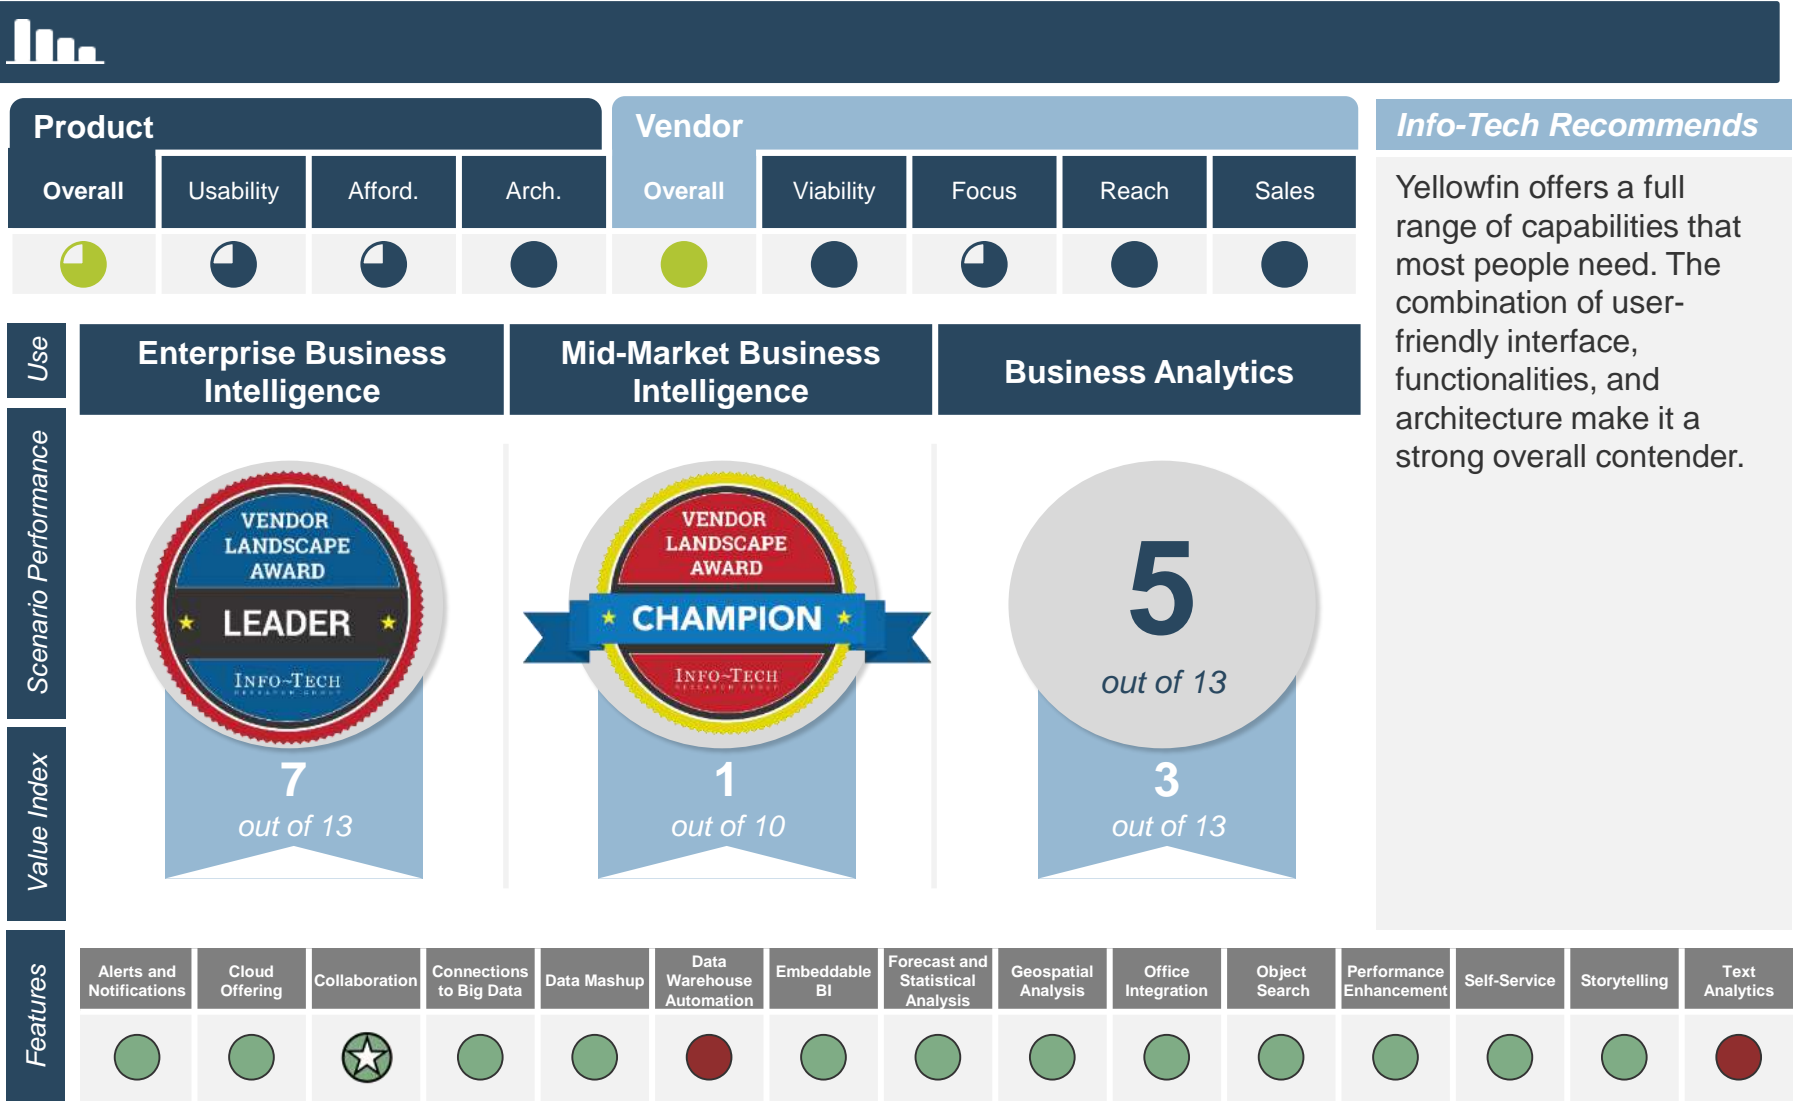 Product
Vendor
Info-Tech Recommends
Overall
Usability
Afford.
Arch.
Overall
Viability
Focus
Reach
Sales
Yellowfin offers a full
range of capabilities that
most people need. The
combination of user-
friendly interface,
functionalities, and
architecture make it a
strong overall contender.
Use
Enterprise Business
Intelligence
Mid-Market Business
Intelligence
Business Analytics
Scenario Performance
VENDOR
LANDSCAPE
AWARD
LEADER
INFO~TECH
RESEARCH GROUP
VENDOR
LANDSCAPE
AWARD
CHAMPION
INFO~TECH
RESEARCH GROUP
5
out of 13
Value Index
7
out of 13
1
out of 10
3
out of 13
Features
Alerts and
Notifications
Cloud
Offering
Collaboration
Connections
to Big Data
Data Mashup
Data
Warehouse
Automation
Embeddable
BI
Forecast and
Statistical
Analysis
Geospatial
Analysis
Office
Integration
Object
Search
Performance
Enhancement
Self-Service
Storytelling
Text
Analytics